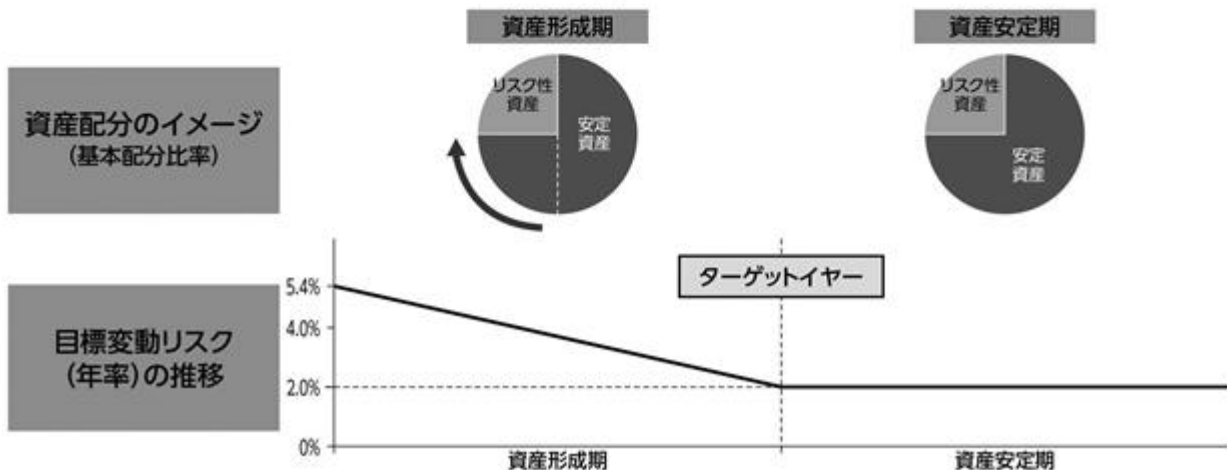 資産形成期
資産安定期
資産配分のイメージ
(基本配分比率)
リスク性
資産
安定
資産
リスク性
資産
安定
資産
ターゲットイヤー
目標変動リスク
(年率)の推移
5.4%
4.0%
2.0%
0%
資産形成期
資産安定期